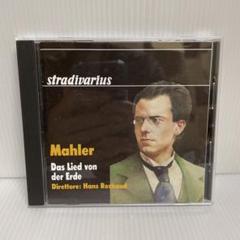 stradivarius
Mahler
Das Lied von
der Erde
Direttore: Hans Rosbaud